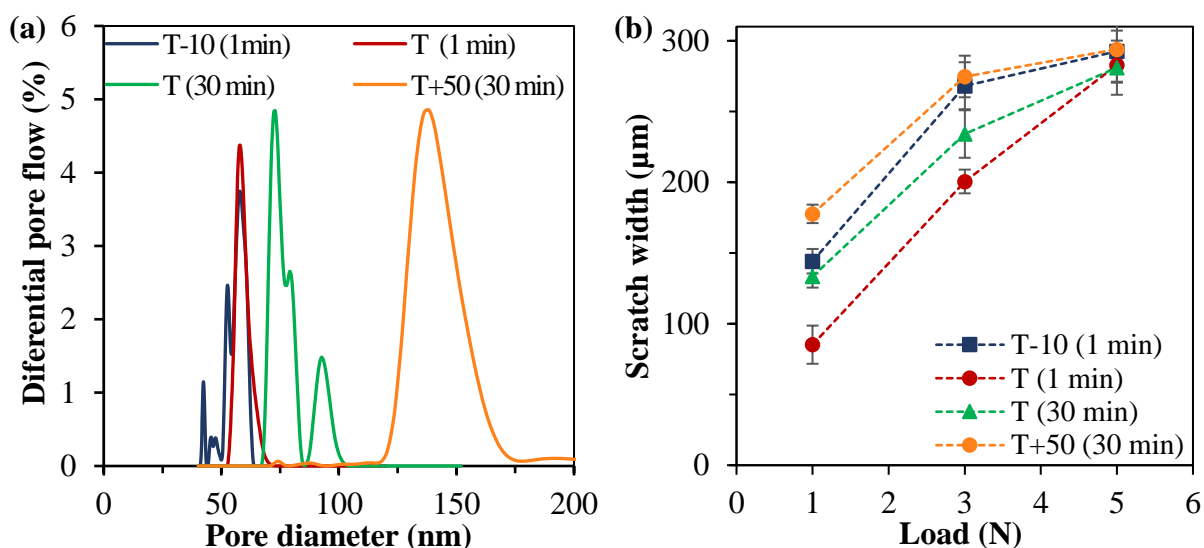 (a)
6
5
4
3
2
1
0
Diferential pore flow (%)
T-10 (1min)
T (1 min)
T (30 min)
T+50 (30 min)
0 50 100 150 200
Pore diameter (nm)
(b)
300
200
100
0
Scratch width (µm)
T-10 (1 min)
T (1 min)
T (30 min)
T+50 (30 min)
0 1 2 3 4 5 6
Load (N)